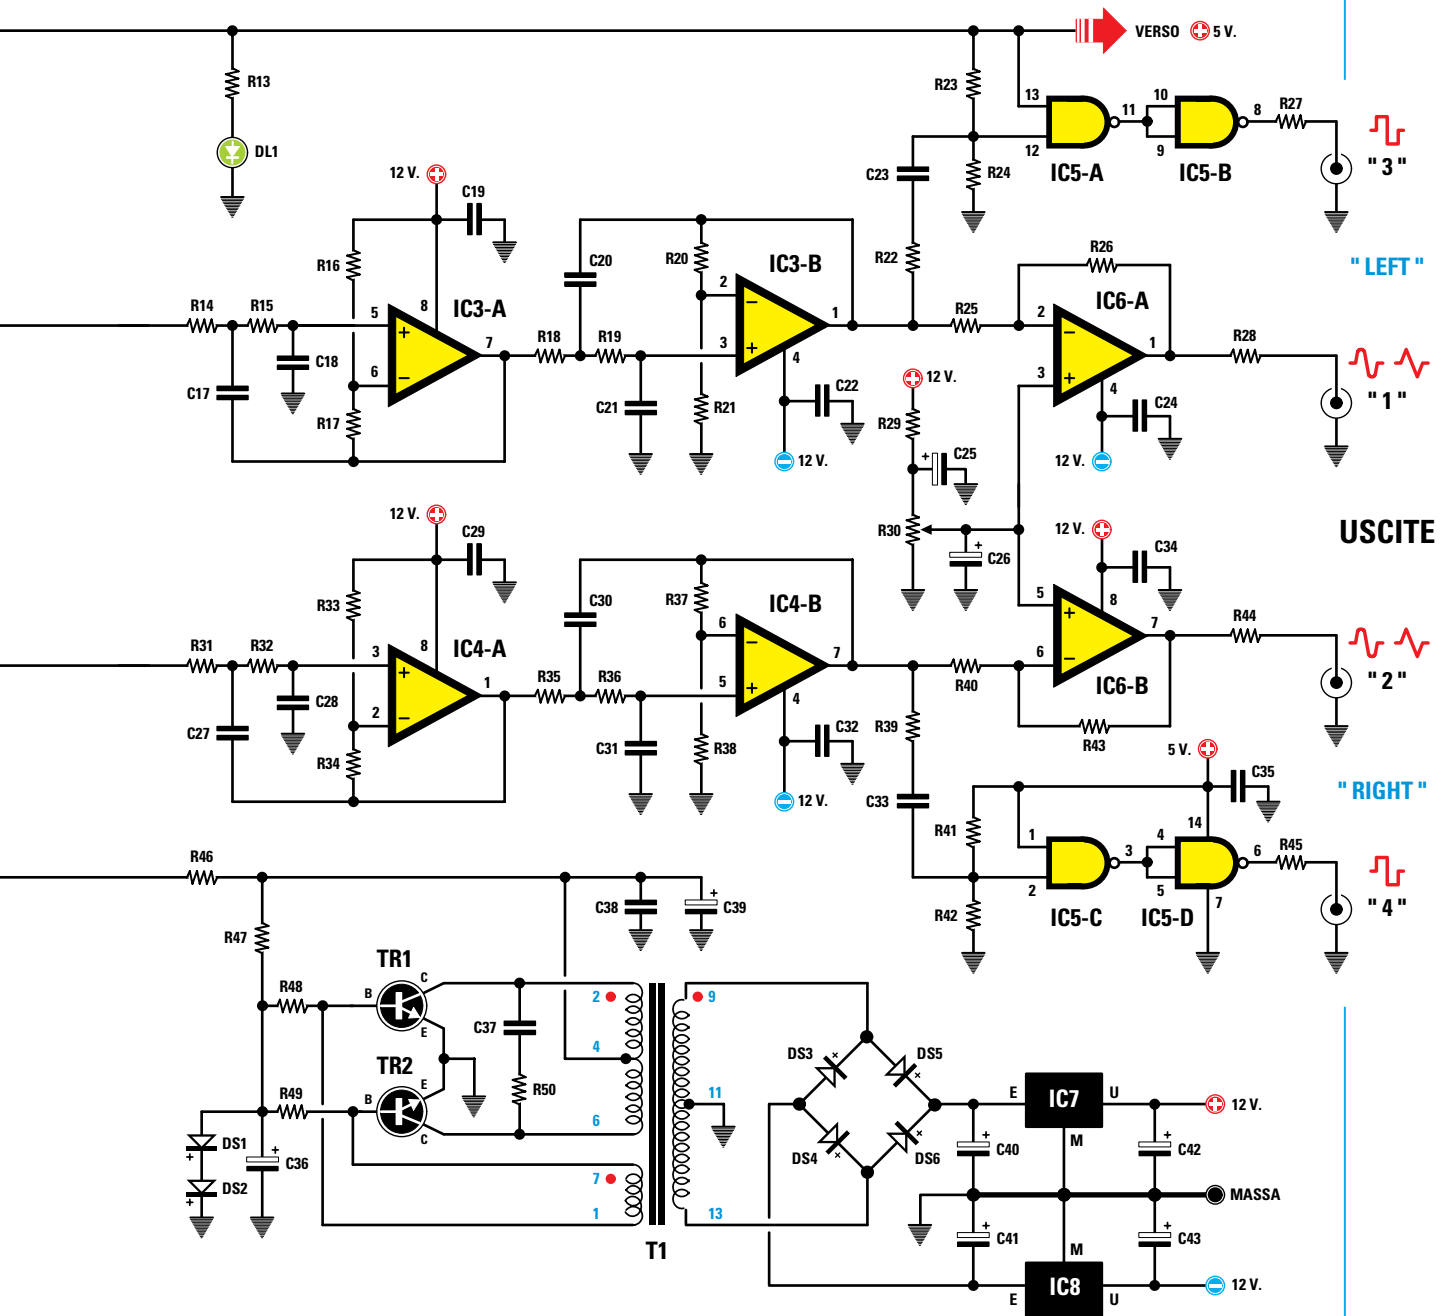 VERSO + 5 V.
R13
R23
13
10
11
8
R27
12
9
DL1
IC5-A
IC5-B
"3"
12 V.
C19
C23
R24
R16
C20
R20
IC3-B
R22
R26
"LEFT"
2
IC6-A
R14
R15
5
8
IC3-A
1
R25
2
+
−
7
R18
R19
3
+
4
−
1
R28
C18
6
−
3
+
4
12 V.
C17
C22
C24
"1"
R17
C21
R21
R29
+
C25
12 V.
12 V.
12 V.
C29
R30
12 V.
C34
USCITE
+
C26
R33
C30
R37
IC4-B
5
8
6
+
7
R44
R31
R32
3
8
IC4-A
−
7
6
−
+
1
R35
R36
5
+
4
R40
IC6-B
"2"
C28
2
−
C27
C31
R38
C32
R39
R43
R34
5 V.
C35
12 V.
C33
"RIGHT"
14
R41
1
3
4
6
R45
R46
2
5
7
C38
+
C39
R42
IC5-C
IC5-D
"4"
R47
TR1
C
R48
B
2
9
E
C37
4
DS3
×
DS5
×
TR2
E
R49
B
R50
11
E
IC7
U
12 V.
C
6
DS1
+
+
C36
DS4
×
DS6
×
+
C40
M
+
C42
DS2
+
7
MASSA
1
13
+
C41
+
C43
T1
M
IC8
E
U
12 V.